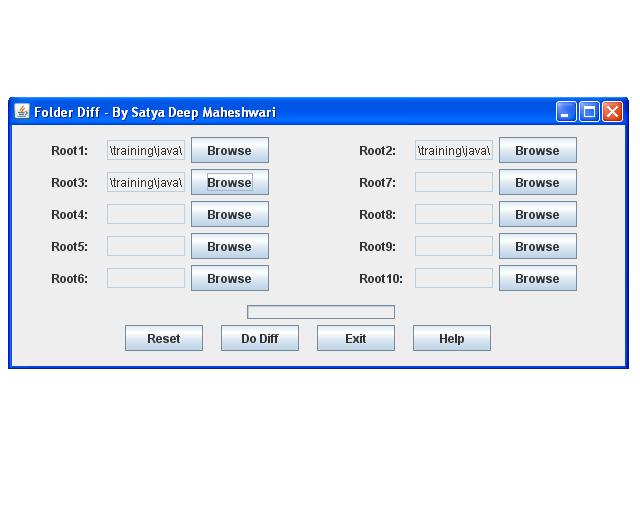 Folder Diff - By Satya Deep Maheshwari
Root1: \training\java\ Browse Root2: \training\java\ Browse
Root3: \training\java\ Browse Root7: Browse
Root4: Browse Root8: Browse
Root5: Browse Root9: Browse
Root6: Browse Root10: Browse
Reset Do Diff Exit Help